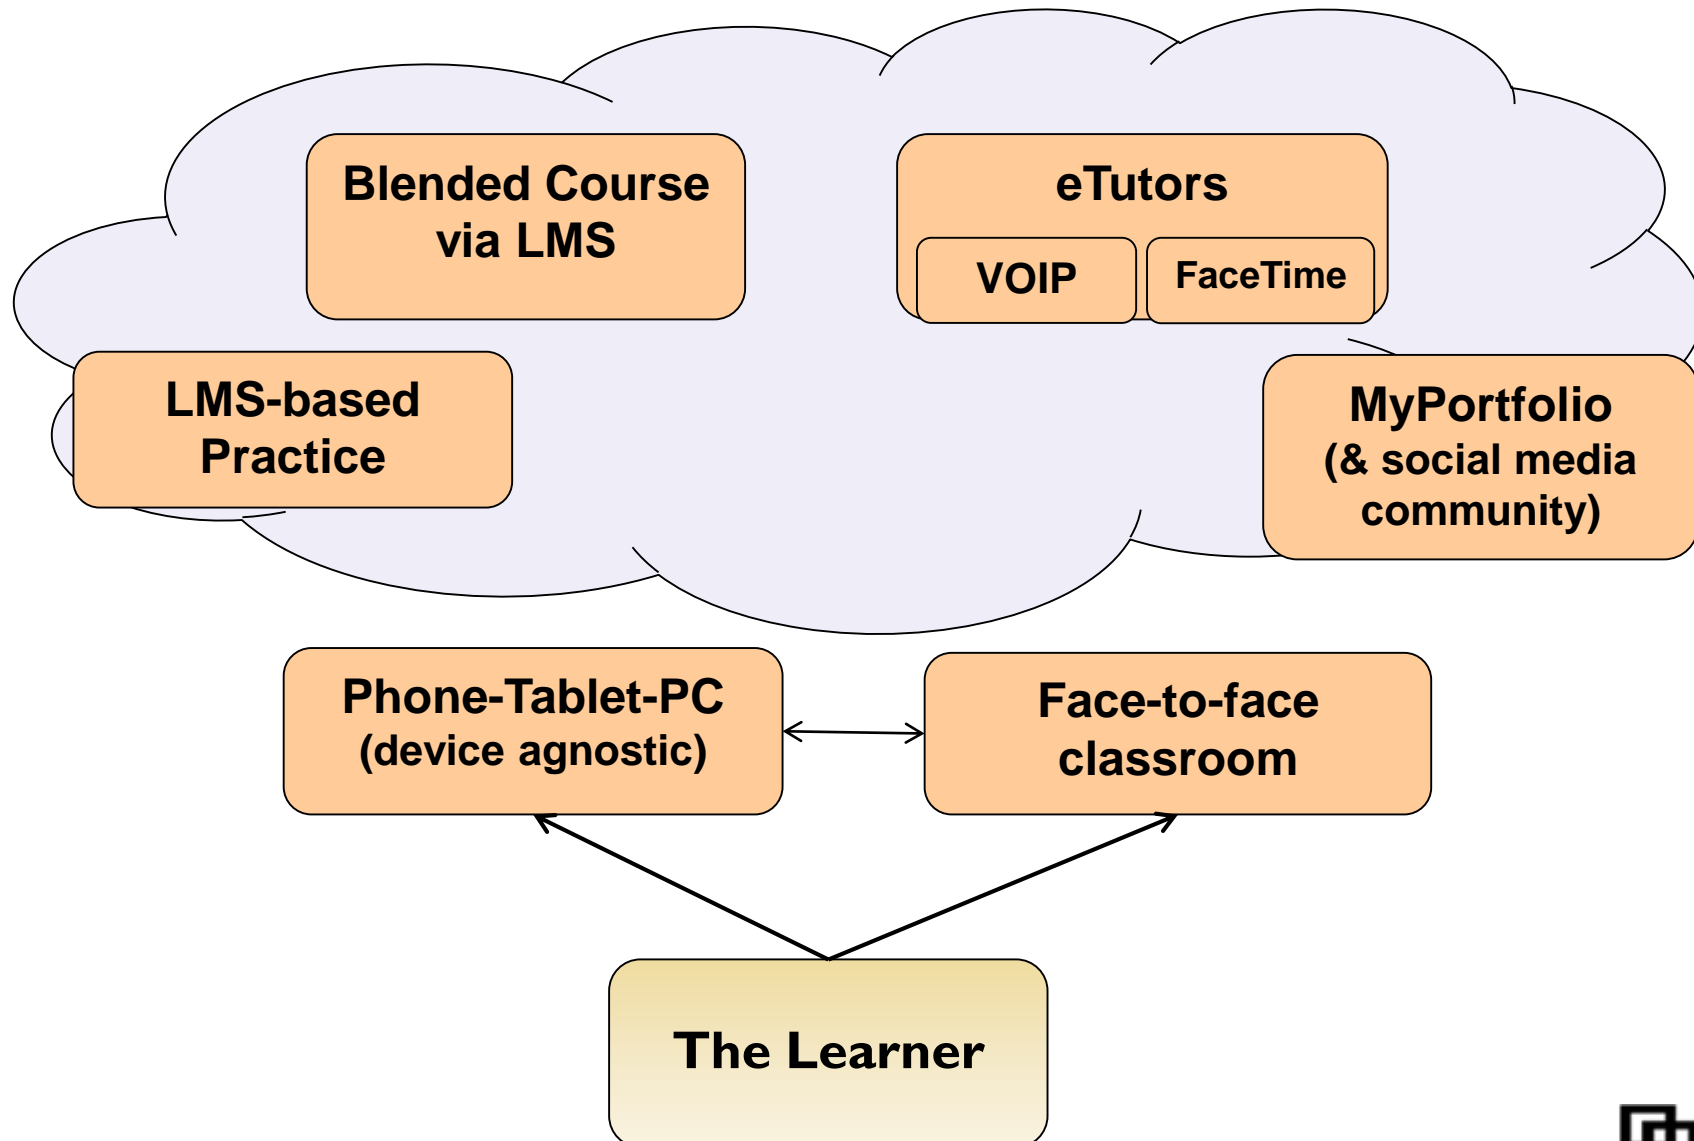 Blended Course
via LMS
eTutors
VOIP
FaceTime
LMS-based
Practice
MyPortfolio
(& social media
community)
Phone-Tablet-PC
(device agnostic)
Face-to-face
classroom
The Learner